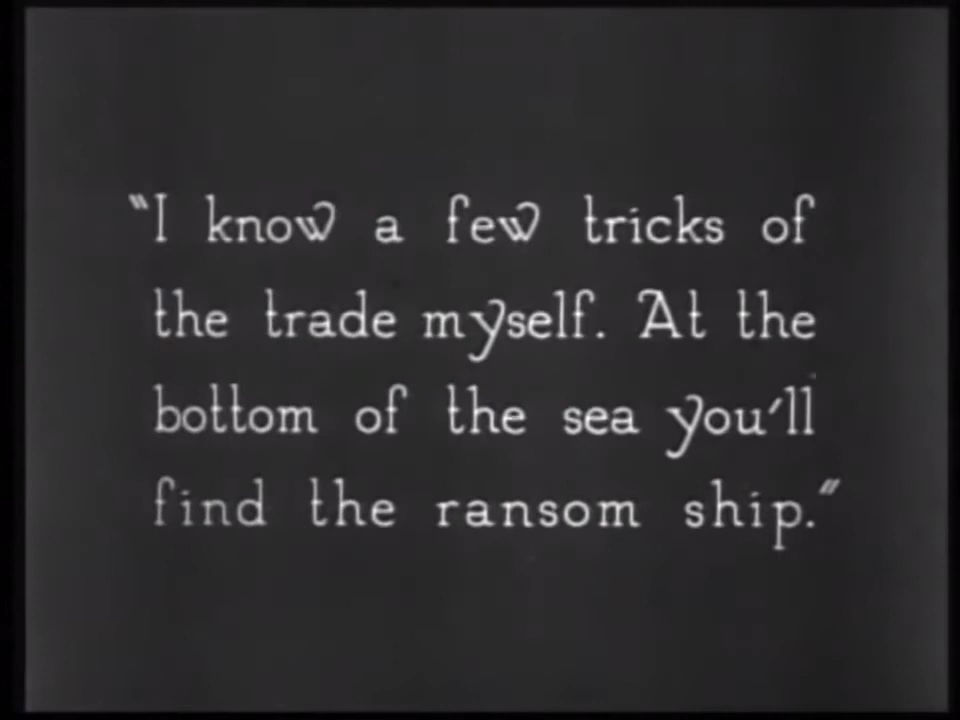 "I know a few tricks of
the trade myself. At the
bottom of the sea you'll
find the ransom ship."